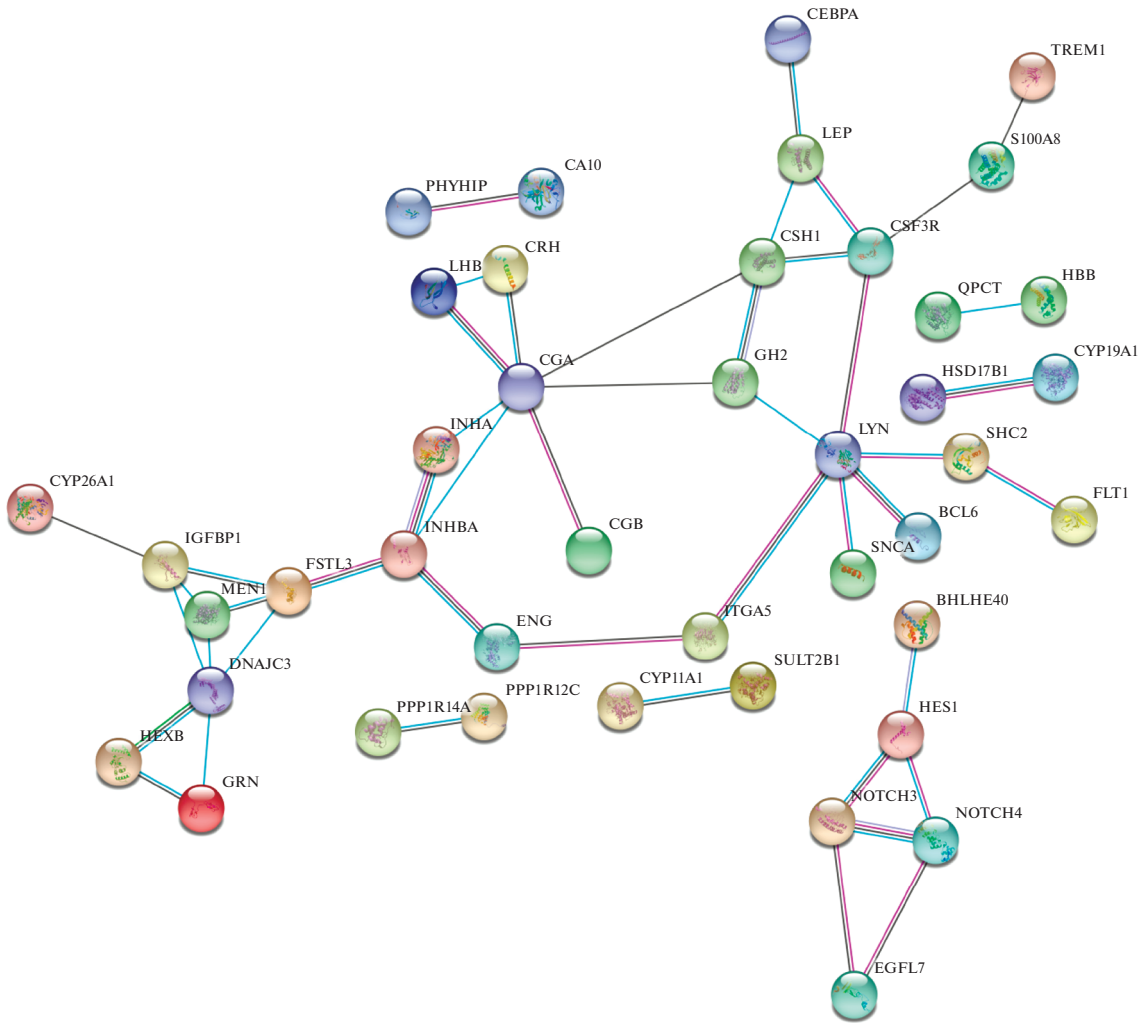 CEBPA
TREM1
LEP
S100A8
CA10
PHYHIP
CSF3R
CSH1
CRH
LHB
QPCT
HBB
CGA
GH2
CYP19A1
HSD17B1
INHA
LYN
SHC2
CYP26A1
FLT1
BCL6
IGFBP1
INHBA
CGB
SNCA
FSTL3
MEN1
BHLHE40
ENG
ITGA5
DNAJC3
SULT2B1
CYP11A1
PPP1R12C
PPP1R14A
HES1
HEXB
GRN
NOTCH3
NOTCH4
EGFL7